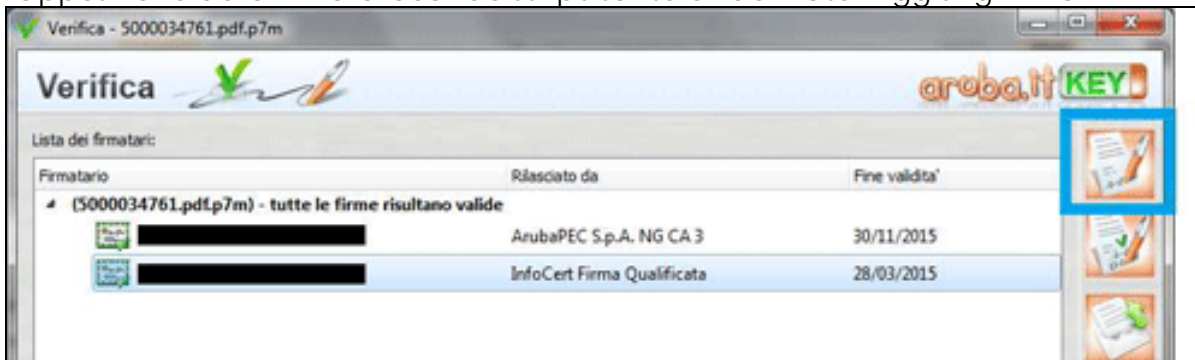 Verifica - 5000034761.pdf.p7m
Verifica
aruba.it KEY
Lista dei firmatari:
Firmatario Rilasciato da Fine validita'
(5000034761.pdf.p7m) - tutte le firme risultano valide
ArubaPEC S.p.A. NG CA 3 30/11/2015
InfoCert Firma Qualificata 28/03/2015